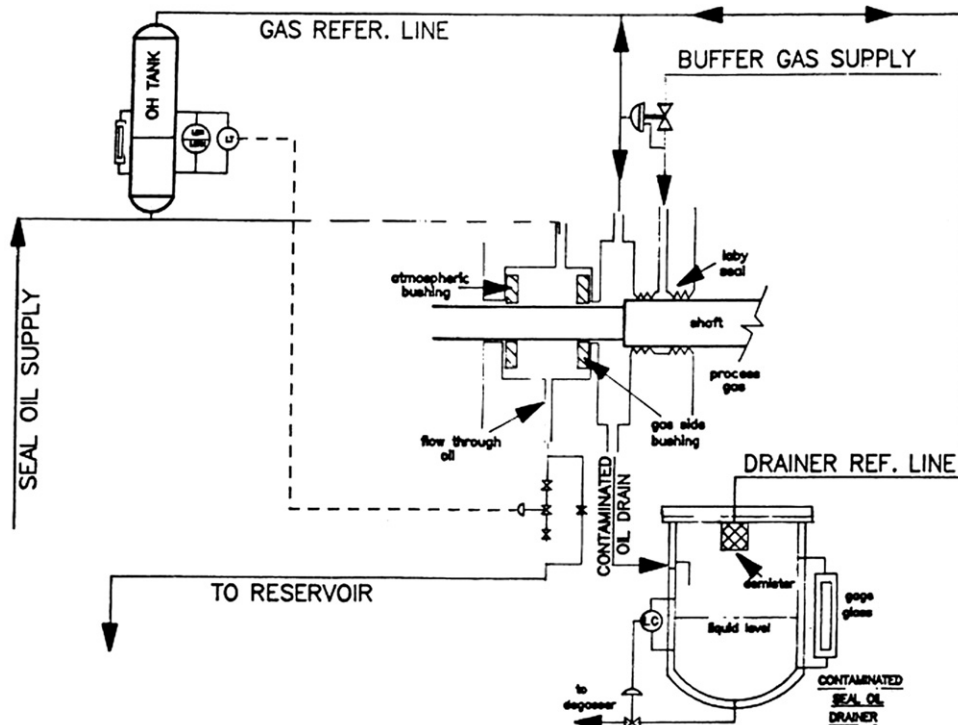 GAS REFER. LINE
BUFFER GAS SUPPLY
OH TANK
LT
SEAL OIL SUPPLY
atmospheric
bushing
laby
seal
shaft
process
gas
flow through
oil
gas side
bushing
CONTAMINATED
OIL DRAIN
DRAINER REF. LINE
TO RESERVOIR
demister
gage
glass
LC
liquid level
to
degasser
CONTAMINATED
SEAL OIL
DRAINER